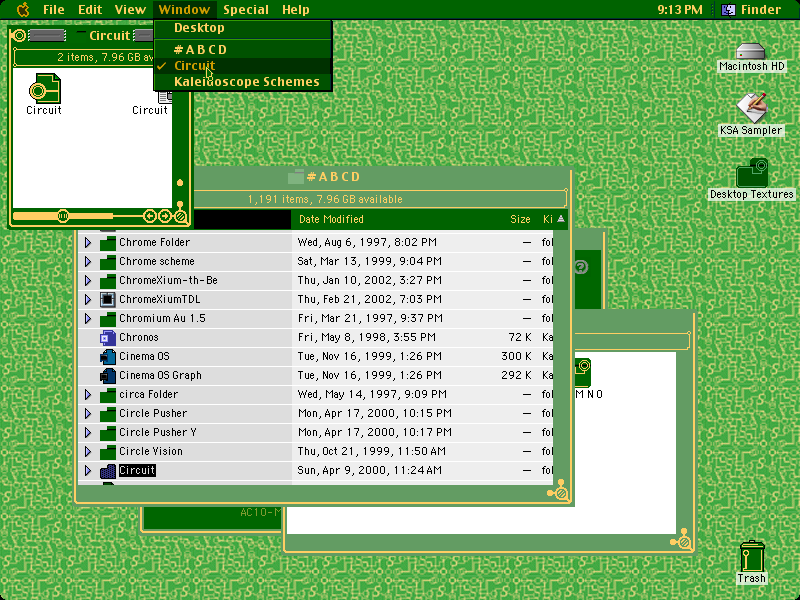 File Edit View Window Special Help 9:13 PM Finder
Desktop
#ABCD
Circuit
Kaleidoscope Schemes
Circuit
2 items, 7.96 GB av
Circuit
Circuit
Macintosh HD
KSA Sampler
Desktop Textures
#ABCD
1,191 items, 7.96 GB available
Date Modified Size Ki
Chrome Folder Wed, Aug 6, 1997, 8:02 PM — fol
Chrome scheme Sat, Mar 13, 1999, 9:04 PM — fol
ChromeXium-th-Be Thu, Jan 10, 2002, 3:27 PM — fol
ChromeXiumTDL Thu, Feb 21, 2002, 7:03 PM — fol
Chromium Au 1.5 Fri, Mar 21, 1997, 9:37 PM — fol
Chronos Fri, May 8, 1998, 3:55 PM 72 K Ka
Cinema OS Tue, Nov 16, 1999, 1:26 PM 300 K Ka
Cinema OS Graph Tue, Nov 16, 1999, 1:26 PM 292 K Ka
circa Folder Wed, May 14, 1997, 9:09 PM — fol
Circle Pusher Mon, Apr 17, 2000, 10:15 PM — fol
Circle Pusher Y Mon, Apr 17, 2000, 10:17 PM — fol
Circle Vision Thu, Oct 21, 1999, 11:50 AM — fol
Circuit Sun, Apr 9, 2000, 11:24 AM — fol
M N O
AC10-M
Trash